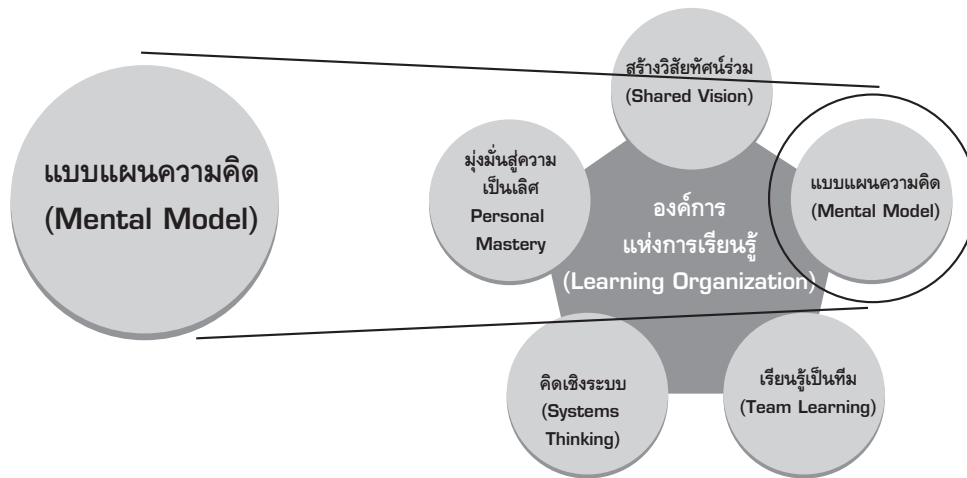 แบบแผนความคิด
(Mental Model)
สร้างวิสัยทัศน์ร่วม
(Shared Vision)
มุ่งมั่นสู่ความ
เป็นเลิศ
Personal
Mastery
องค์การ
แห่งการเรียนรู้
(Learning Organization)
แบบแผนความคิด
(Mental Model)
คิดเชิงระบบ
(Systems
Thinking)
เรียนรู้เป็นทีม
(Team Learning)